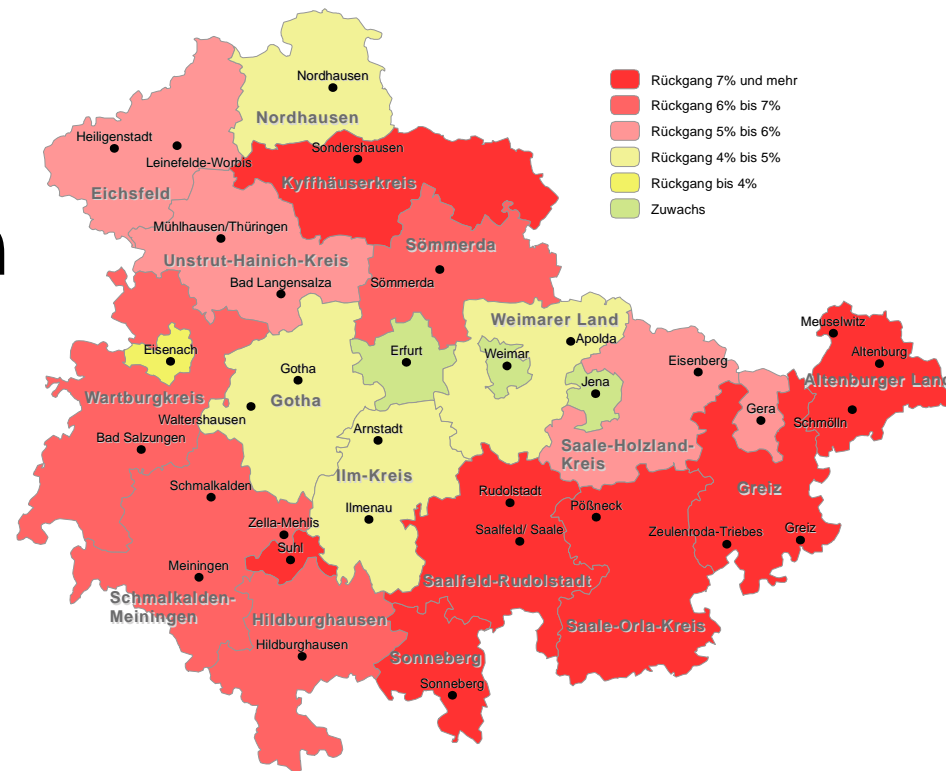 Nordhausen
Nordhausen
Rückgang 7% und mehr
Rückgang 6% bis 7%
Rückgang 5% bis 6%
Rückgang 4% bis 5%
Rückgang bis 4%
Zuwachs
Heiligenstadt
Leinefelde-Worbis
Eichsfeld
Sondershausen
Kyffhäuserkreis
Mühlhausen/Thüringen
Unstrut-Hainich-Kreis
Bad Langensalza
Sömmerda
Sömmerda
Weimarer Land
Apolda
Meuselwitz
Altenburg
Altenburger Land
Schmölln
Eisenach
Erfurt
Weimar
Jena
Eisenberg
Gotha
Gotha
Wartburgkreis
Waltershausen
Gera
Bad Salzungen
Arnstadt
Saale-Holzland-
Kreis
Ilm-Kreis
Ilmenau
Schmalkalden
Rudolstadt
Pößneck
Greiz
Zella-Mehlis
Suhl
Saalfeld/ Saale
Zeulenroda-Triebes
Greiz
Meiningen
Saalfeld-Rudolstadt
Schmalkalden-
Meiningen
Hildburghausen
Hildburghausen
Saale-Orla-Kreis
Sonneberg
Sonneberg